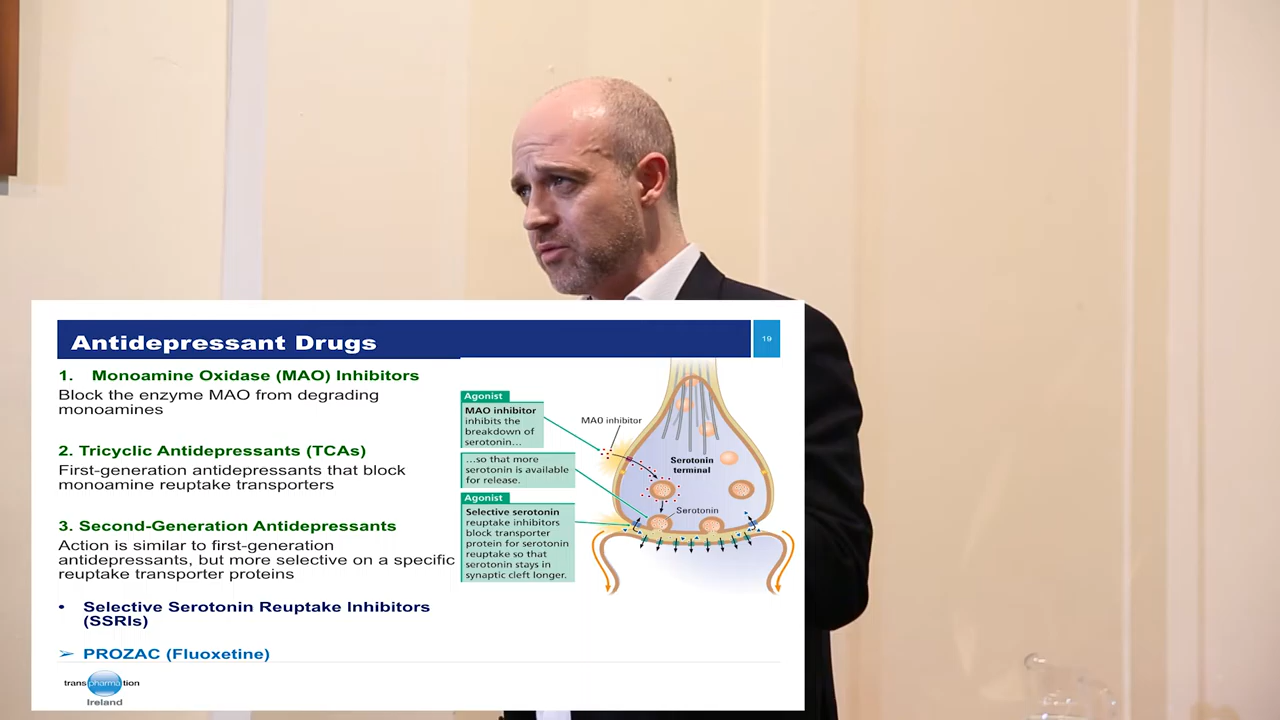 Antidepressant Drugs
19
1. Monoamine Oxidase (MAO) Inhibitors
Block the enzyme MAO from degrading
monoamines
2. Tricyclic Antidepressants (TCAs)
First-generation antidepressants that block
monoamine reuptake transporters
3. Second-Generation Antidepressants
Action is similar to first-generation
antidepressants, but more selective on a specific
reuptake transporter proteins
• Selective Serotonin Reuptake Inhibitors
(SSRIs)
➢ PROZAC (Fluoxetine)
Agonist
MAO inhibitor
inhibits the
breakdown of
serotonin…
…so that more
serotonin is available
for release.
Agonist
Selective serotonin
reuptake inhibitors
block transporter
protein for serotonin
reuptake so that
serotonin stays in
synaptic cleft longer.
MAO inhibitor
Serotonin
terminal
Serotonin
transpharmation
Ireland